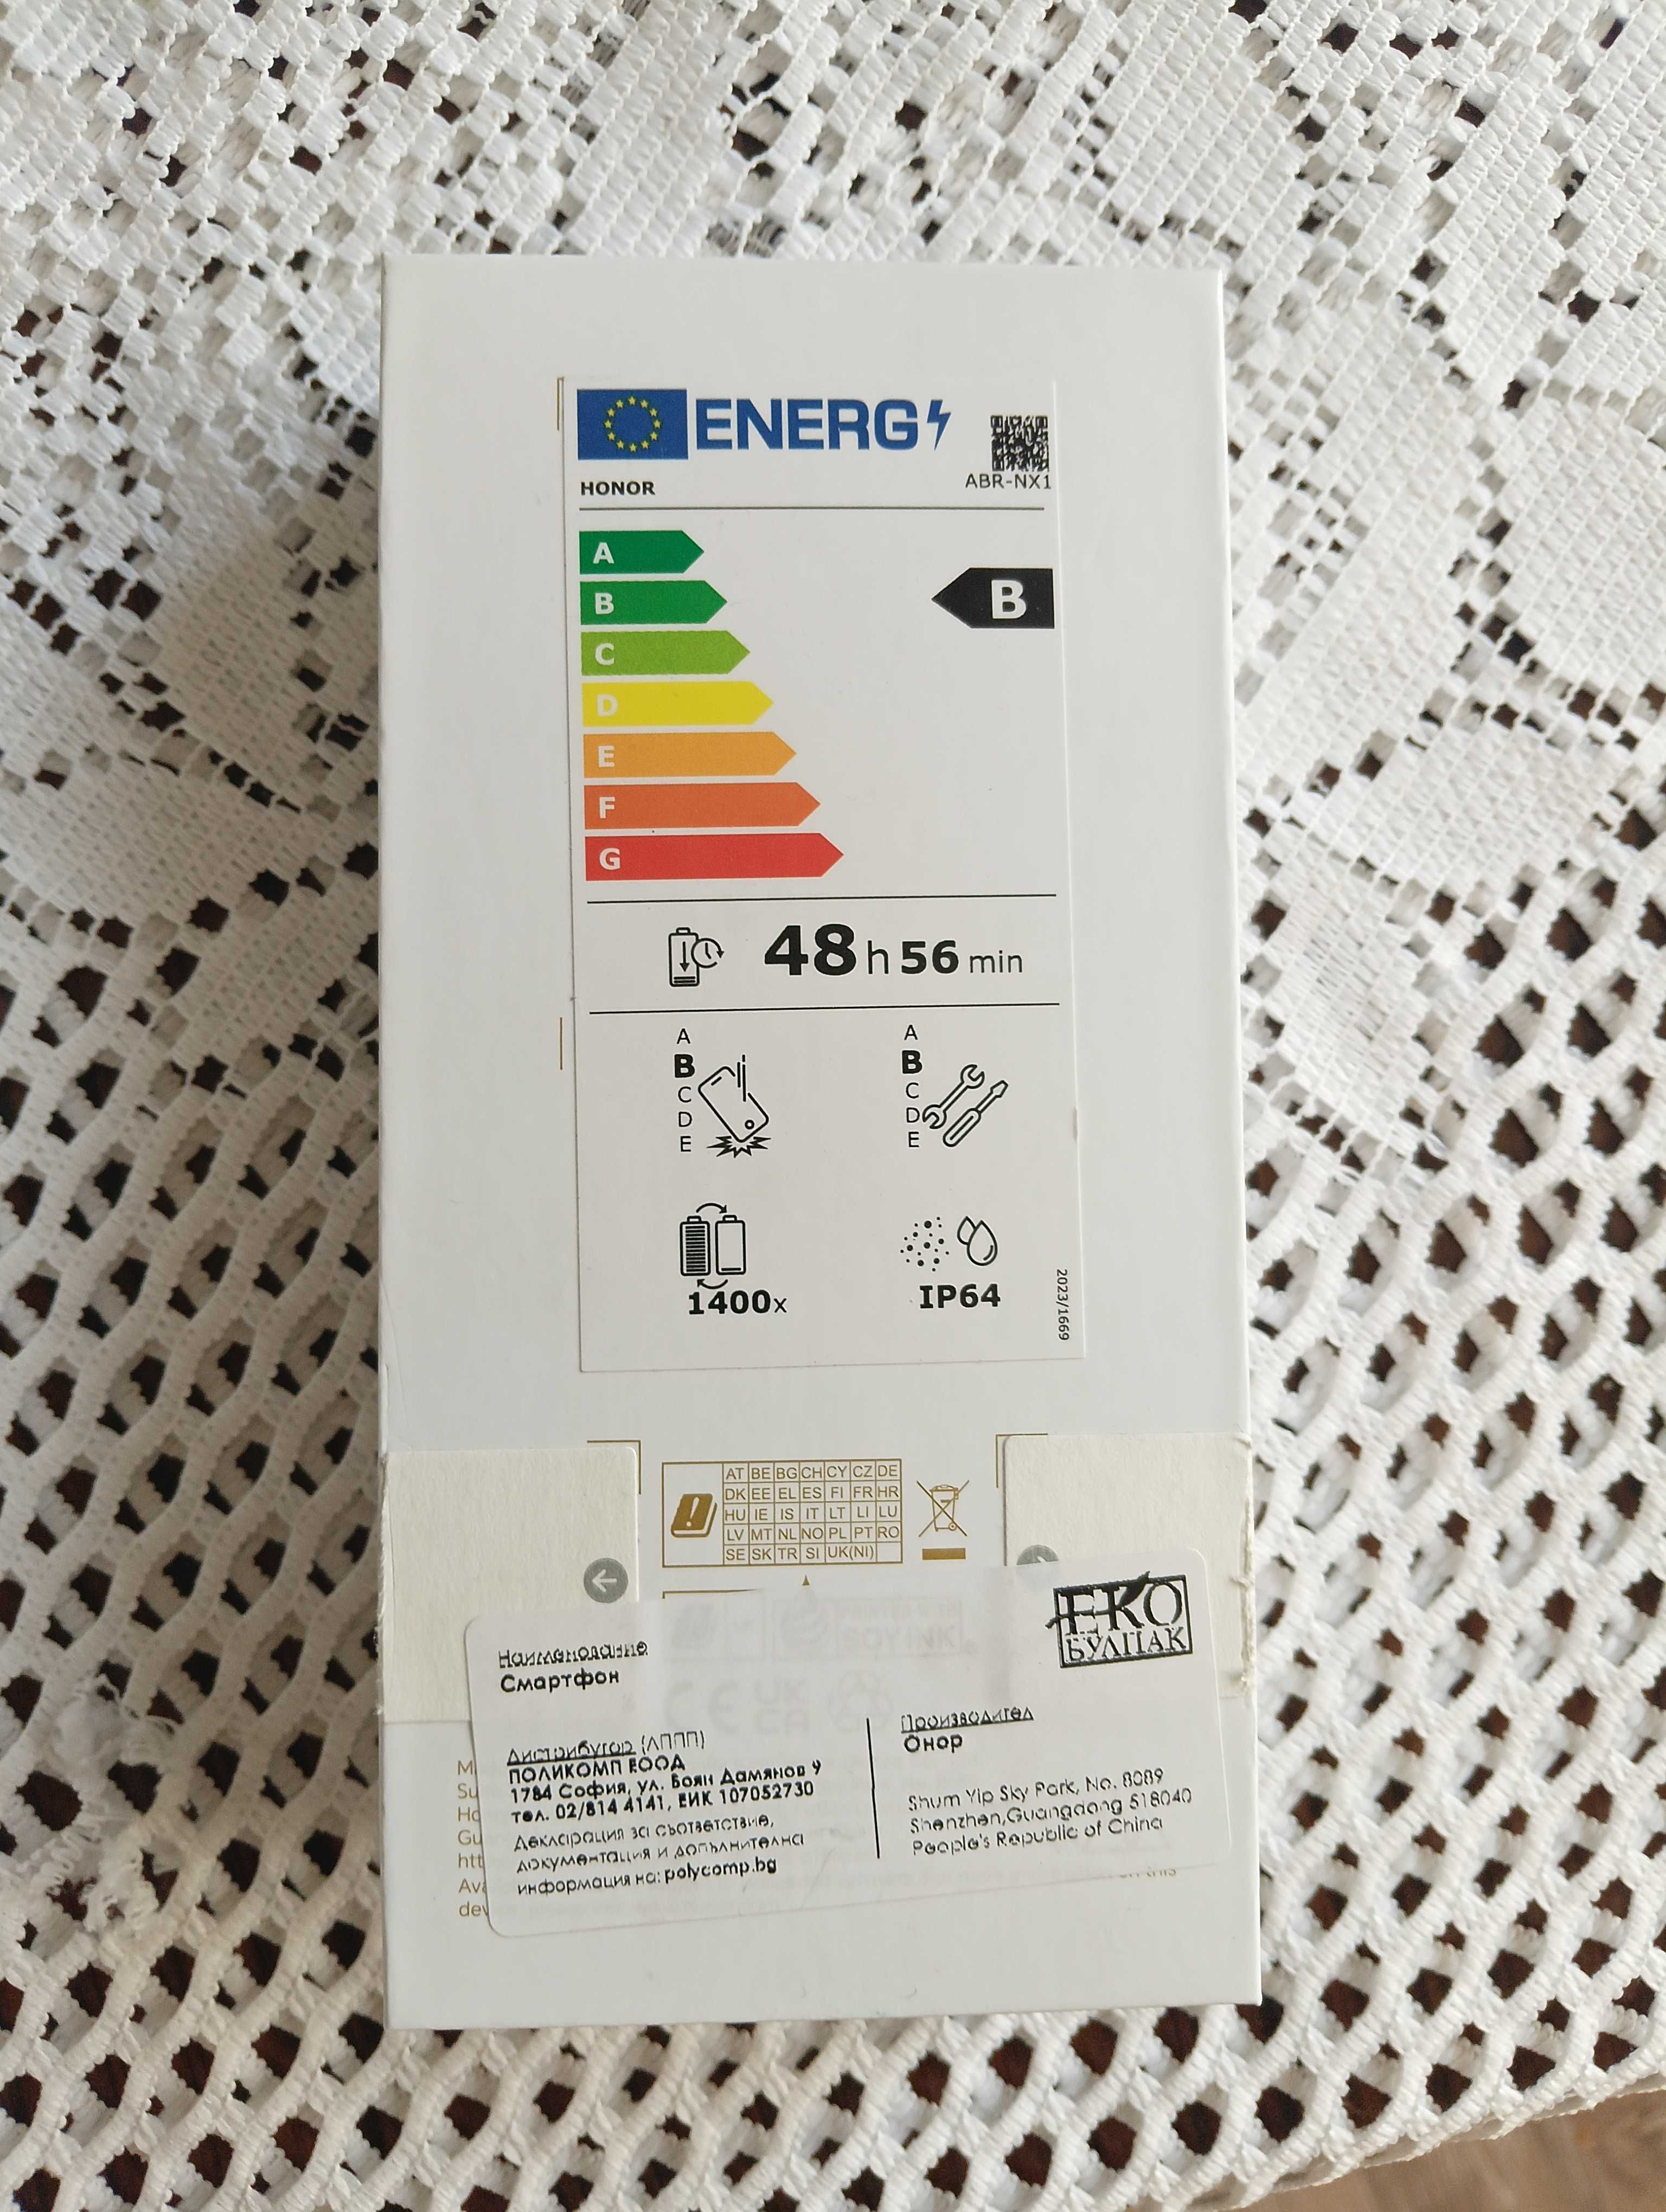 ENERG
HONOR
ABR-NX1
A
B
C
D
E
F
G
B
48 h 56 min
A
B
C
D
E
A
B
C
D
E
1400x
IP64
2023/1669
AT BE BG CH CY CZ DE
DK EE EL ES FI FR HR
HU IE IS IT LT LI LU
LV MT NL NO PL PT RO
SE SK TR SI UK(NI)
SOY INK
CE
ЕКО
БУЛПАК
Наименование
Смартфон
Дистрибутор (ЛППП)
ПОЛИКОМП ЕООД
1784 София, ул. Боян Дамянов 9
тел. 02/814 4141, ЕИК 107052730
Декларация за съответствие,
документация и допълнителна
информация на: polycomp.bg
Производител
Онор
Shum Yip Sky Park, No. 8089
Shenzhen,Guangdong 518040
People's Republic of China